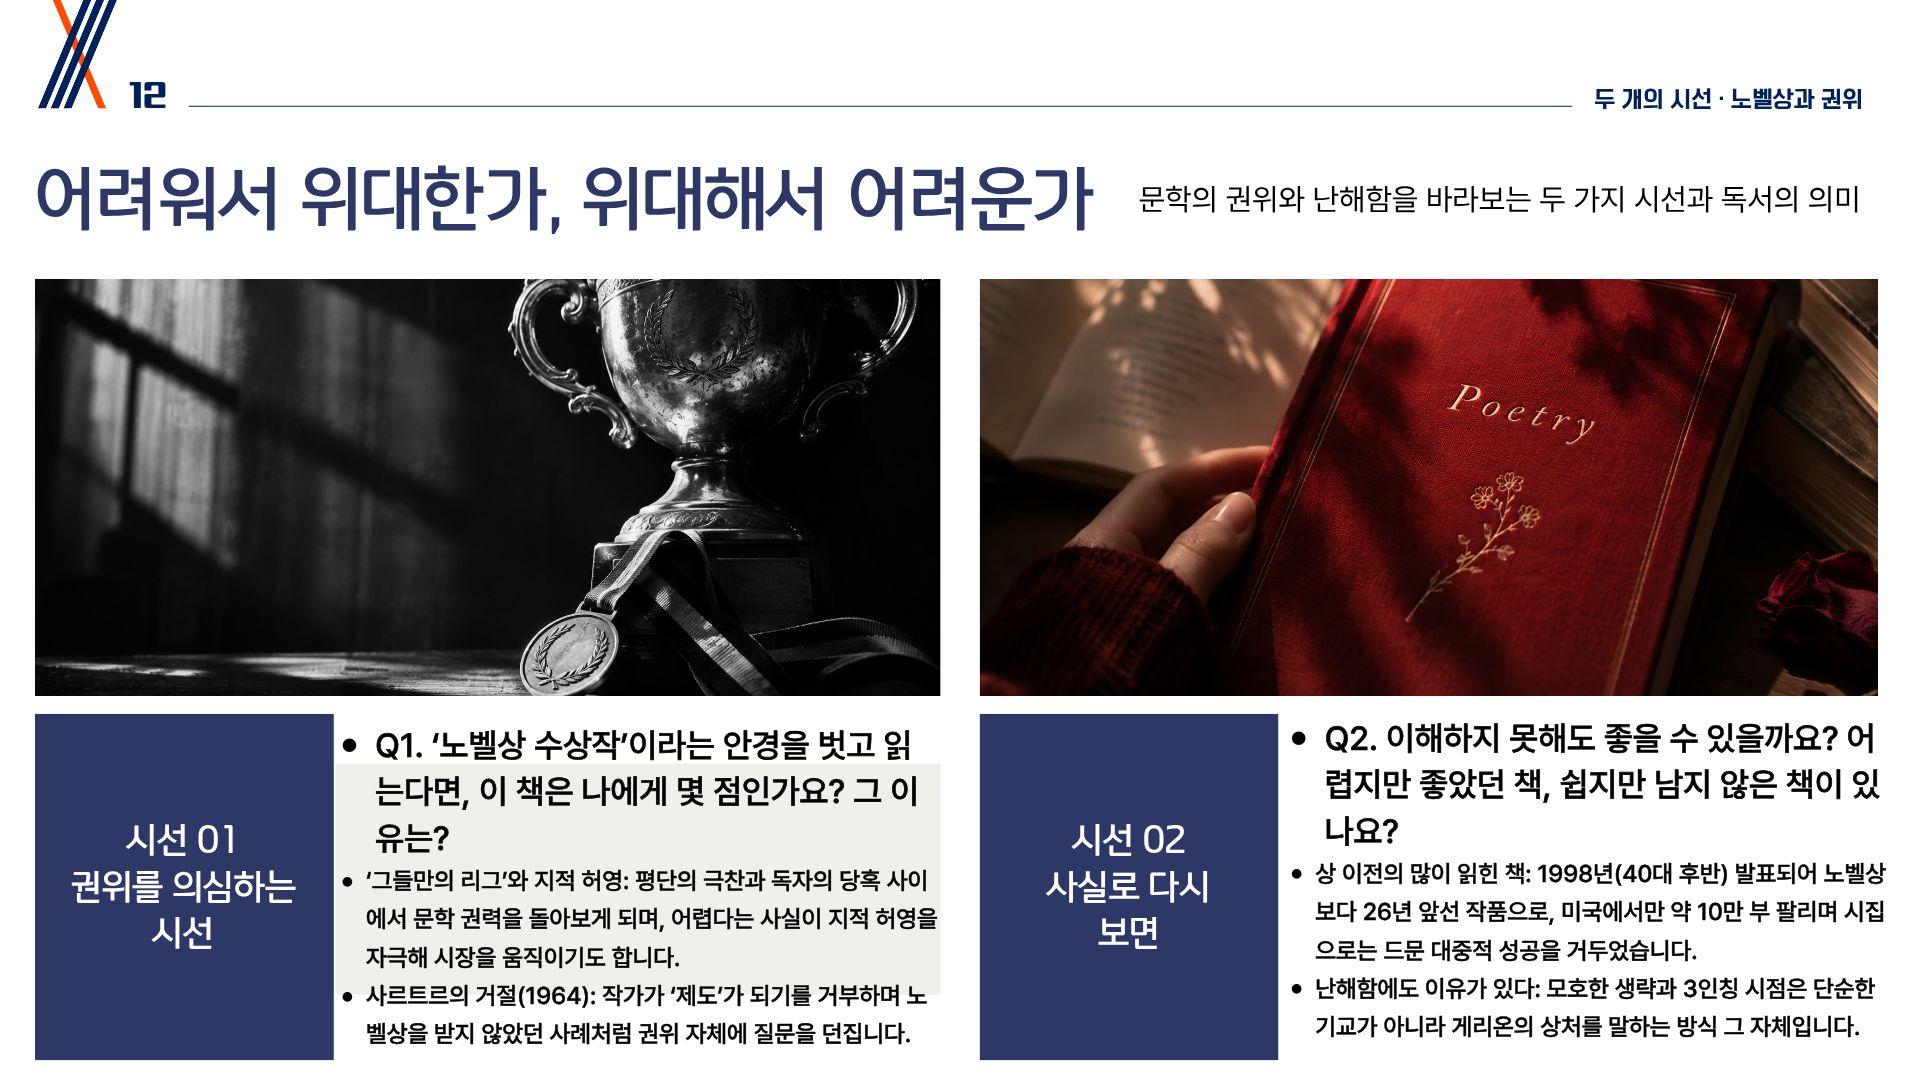 12
두 개의 시선 · 노벨상과 권위
어려워서 위대한가, 위대해서 어려운가
문학의 권위와 난해함을 바라보는 두 가지 시선과 독서의 의미
Poetry
시선 01
권위를 의심하는
시선
• Q1. ‘노벨상 수상작’이라는 안경을 벗고 읽
는다면, 이 책은 나에게 몇 점인가요? 그 이
유는?
• ‘그들만의 리그’와 지적 허영: 평단의 극찬과 독자의 당혹 사이
에서 문학 권력을 돌아보게 되며, 어렵다는 사실이 지적 허영을
자극해 시장을 움직이기도 합니다.
• 사르트르의 거절(1964): 작가가 ‘제도’가 되기를 거부하며 노
벨상을 받지 않았던 사례처럼 권위 자체에 질문을 던집니다.
시선 02
사실로 다시
보면
• Q2. 이해하지 못해도 좋을 수 있을까요? 어
렵지만 좋았던 책, 쉽지만 남지 않은 책이 있
나요?
• 상 이전의 많이 읽힌 책: 1998년(40대 후반) 발표되어 노벨상
보다 26년 앞선 작품으로, 미국에서만 약 10만 부 팔리며 시집
으로는 드문 대중적 성공을 거두었습니다.
• 난해함에도 이유가 있다: 모호한 생략과 3인칭 시점은 단순한
기교가 아니라 게리온의 상처를 말하는 방식 그 자체입니다.